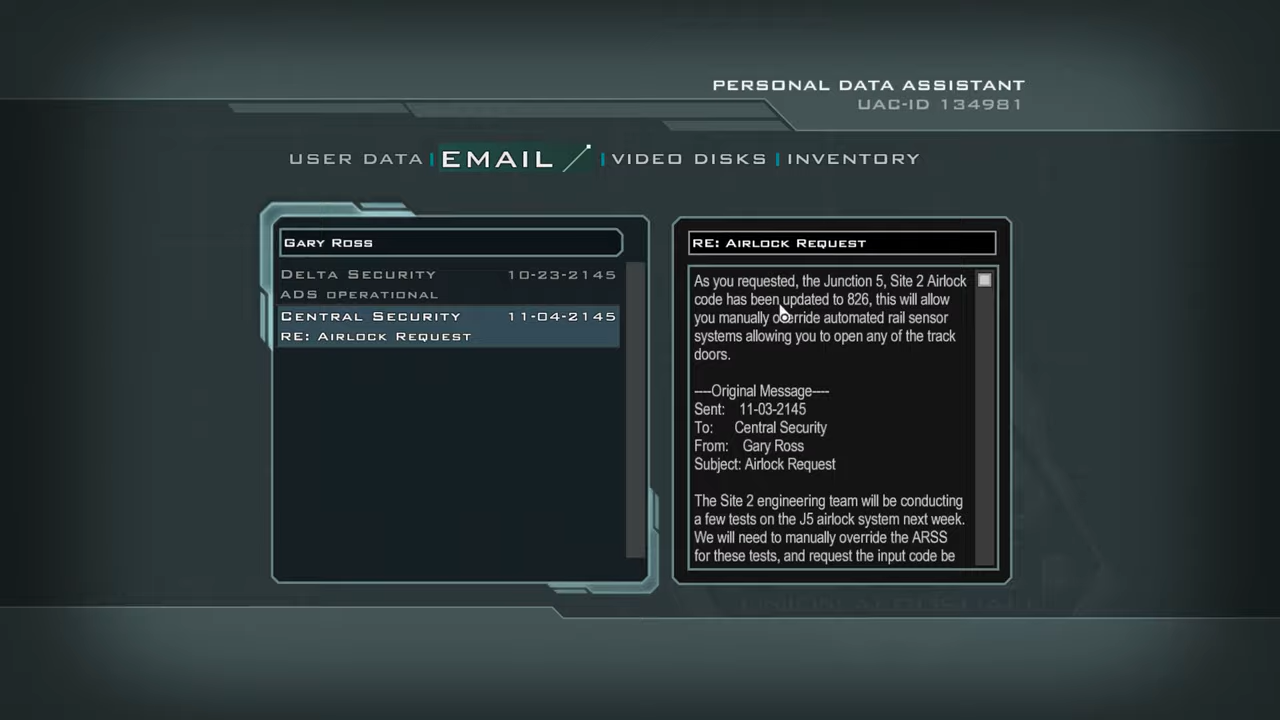 PERSONAL DATA ASSISTANT
UAC-ID 134981
USER DATA EMAIL VIDEO DISKS INVENTORY
GARY ROSS
DELTA SECURITY 10-23-2145
ADS OPERATIONAL
CENTRAL SECURITY 11-04-2145
RE: AIRLOCK REQUEST
RE: AIRLOCK REQUEST
As you requested, the Junction 5, Site 2 Airlock
code has been updated to 826, this will allow
you manually override automated rail sensor
systems allowing you to open any of the track
doors.
----Original Message----
Sent: 11-03-2145
To: Central Security
From: Gary Ross
Subject: Airlock Request
The Site 2 engineering team will be conducting
a few tests on the J5 airlock system next week.
We will need to manually override the ARSS
for these tests, and request the input code be